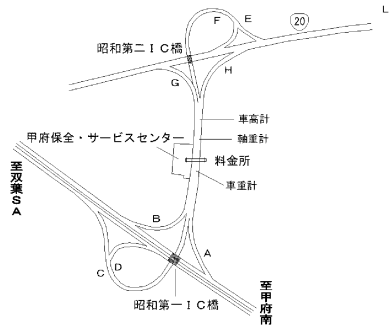 L
F
E
20
昭和第二IC橋
G
H
車高計
軸重計
甲府保全・サービスセンター
料金所
車重計
至双葉SA
B
A
C
D
昭和第一IC橋
至甲府南